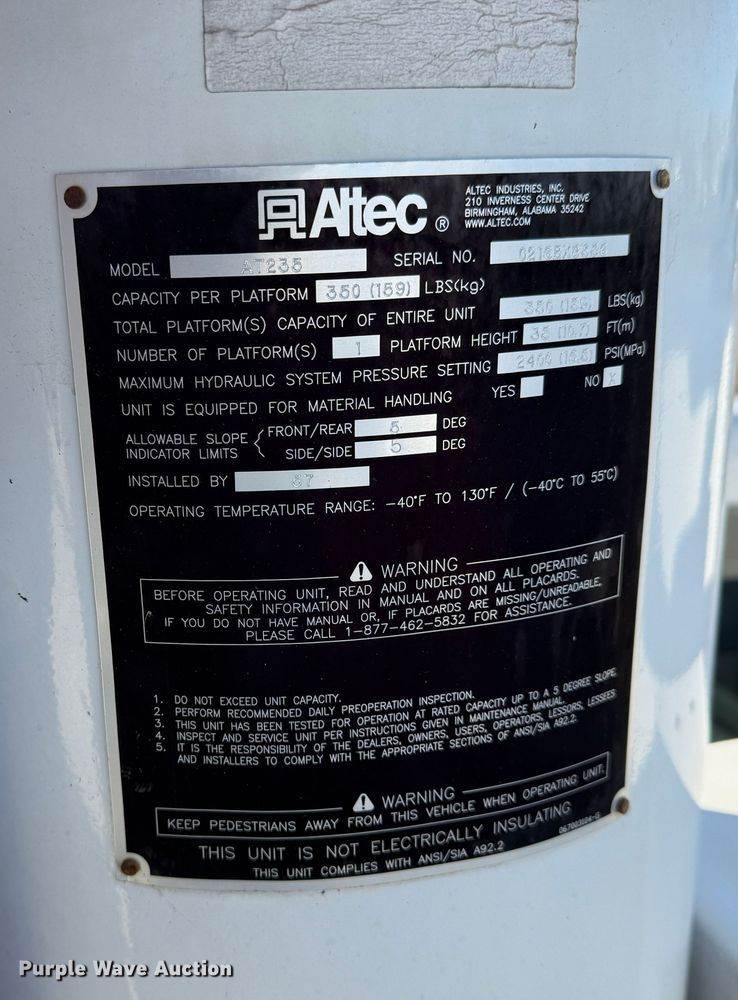 Altec ®
ALTEC INDUSTRIES, INC.
210 INVERNESS CENTER DRIVE
BIRMINGHAM, ALABAMA 35242
WWW.ALTEC.COM
MODEL AT235 SERIAL NO.
CAPACITY PER PLATFORM 350 (159) LBS(kg)
TOTAL PLATFORM(S) CAPACITY OF ENTIRE UNIT 350 (159) LBS(kg)
NUMBER OF PLATFORM(S) 1 PLATFORM HEIGHT 35 (10.7) FT(m)
MAXIMUM HYDRAULIC SYSTEM PRESSURE SETTING 2400 PSI(MPa)
UNIT IS EQUIPPED FOR MATERIAL HANDLING YES NO X
ALLOWABLE SLOPE INDICATOR LIMITS { FRONT/REAR 5 DEG
SIDE/SIDE 5 DEG
INSTALLED BY 87
OPERATING TEMPERATURE RANGE: -40°F TO 130°F / (-40°C TO 55°C)
WARNING
BEFORE OPERATING UNIT, READ AND UNDERSTAND ALL OPERATING AND
SAFETY INFORMATION IN MANUAL AND ON ALL PLACARDS.
IF YOU DO NOT HAVE MANUAL OR, IF PLACARDS ARE MISSING/UNREADABLE,
PLEASE CALL 1-877-462-5832 FOR ASSISTANCE.
1. DO NOT EXCEED UNIT CAPACITY.
2. PERFORM RECOMMENDED DAILY PREOPERATION INSPECTION.
3. THIS UNIT HAS BEEN TESTED FOR OPERATION AT RATED CAPACITY UP TO A 5 DEGREE SLOPE.
4. INSPECT AND SERVICE UNIT PER INSTRUCTIONS GIVEN IN MAINTENANCE MANUAL.
5. IT IS THE RESPONSIBILITY OF THE DEALERS, OWNERS, USERS, OPERATORS, LESSORS, LESSEES
AND INSTALLERS TO COMPLY WITH THE APPROPRIATE SECTIONS OF ANSI/SIA A92.2.
WARNING
KEEP PEDESTRIANS AWAY FROM THIS VEHICLE WHEN OPERATING UNIT.
THIS UNIT IS NOT ELECTRICALLY INSULATING
THIS UNIT COMPLIES WITH ANSI/SIA A92.2
Purple Wave Auction